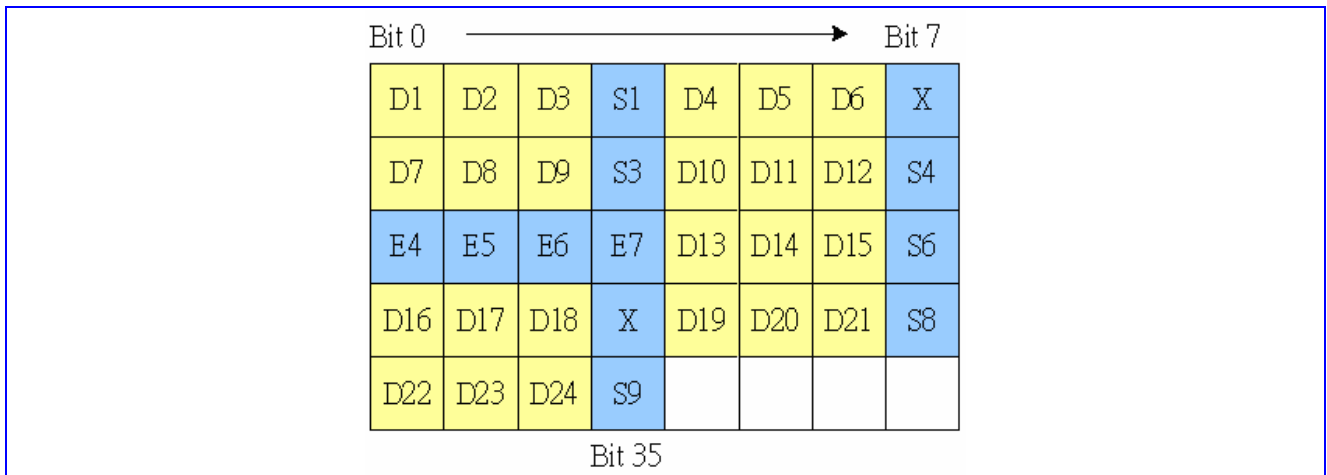 Bit 0 Bit 7
D1 D2 D3 S1 D4 D5 D6 X
D7 D8 D9 S3 D10 D11 D12 S4
E4 E5 E6 E7 D13 D14 D15 S6
D16 D17 D18 X D19 D20 D21 S8
D22 D23 D24 S9
Bit 35